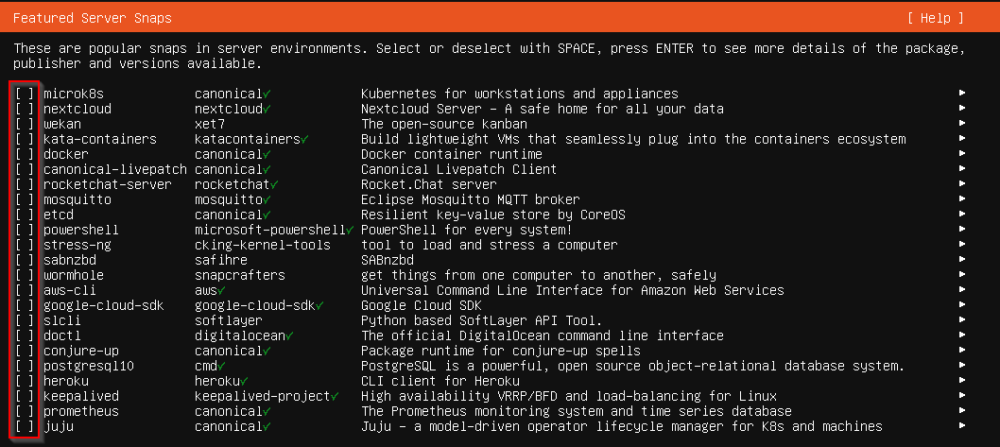 Featured Server Snaps [ Help ]
These are popular snaps in server environments. Select or deselect with SPACE, press ENTER to see more details of the package,
publisher and versions available.
[ ] microk8s canonical✓ Kubernetes for workstations and appliances ▸
[ ] nextcloud nextcloud✓ Nextcloud Server – A safe home for all your data ▸
[ ] wekan xet7 The open-source kanban ▸
[ ] kata-containers katacontainers✓ Build lightweight VMs that seamlessly plug into the containers ecosystem ▸
[ ] docker canonical✓ Docker container runtime ▸
[ ] canonical-livepatch canonical✓ Canonical Livepatch Client ▸
[ ] rocketchat-server rocketchat✓ Rocket.Chat server ▸
[ ] mosquitto mosquitto✓ Eclipse Mosquitto MQTT broker ▸
[ ] etcd canonical✓ Resilient key-value store by CoreOS ▸
[ ] powershell microsoft-powershell✓ PowerShell for every system! ▸
[ ] stress-ng cking-kernel-tools tool to load and stress a computer ▸
[ ] sabnzbd safihre SABnzbd ▸
[ ] wormhole snapcrafters get things from one computer to another, safely ▸
[ ] aws-cli aws✓ Universal Command Line Interface for Amazon Web Services ▸
[ ] google-cloud-sdk google-cloud-sdk✓ Google Cloud SDK ▸
[ ] slcli softlayer Python based SoftLayer API Tool. ▸
[ ] doctl digitalocean✓ The official DigitalOcean command line interface ▸
[ ] conjure-up canonical✓ Package runtime for conjure-up spells ▸
[ ] postgresql10 cmd✓ PostgreSQL is a powerful, open source object-relational database system. ▸
[ ] heroku heroku✓ CLI client for Heroku ▸
[ ] keepalived keepalived-project✓ High availability VRRP/BFD and load-balancing for Linux ▸
[ ] prometheus canonical✓ The Prometheus monitoring system and time series database ▸
[ ] juju canonical✓ Juju - a model-driven operator lifecycle manager for K8s and machines ▸